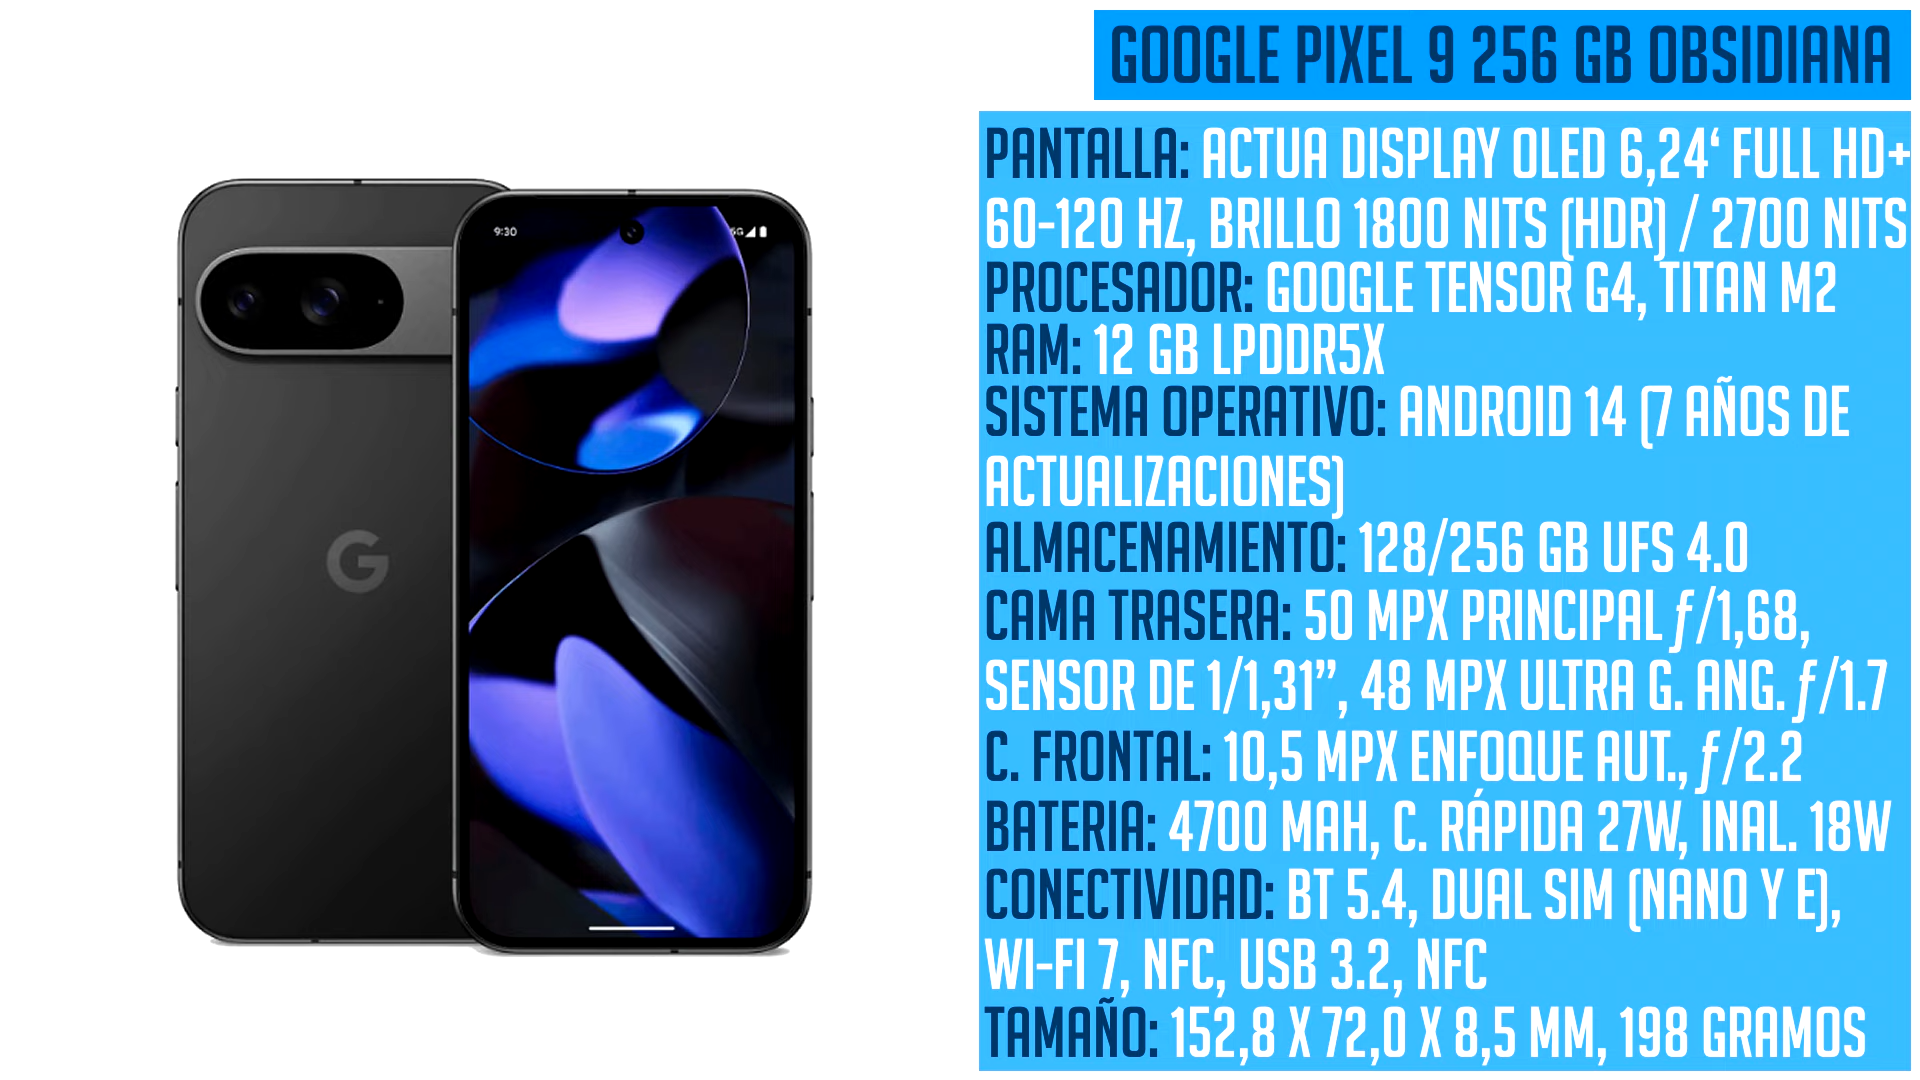 GOOGLE PIXEL 9 256 GB OBSIDIANA
9:30
5G
G
PANTALLA: ACTUA DISPLAY OLED 6,24‘ FULL HD+
60-120 HZ, BRILLO 1800 NITS (HDR) / 2700 NITS
PROCESADOR: GOOGLE TENSOR G4, TITAN M2
RAM: 12 GB LPDDR5X
SISTEMA OPERATIVO: ANDROID 14 (7 AÑOS DE
ACTUALIZACIONES)
ALMACENAMIENTO: 128/256 GB UFS 4.0
CAMA TRASERA: 50 MPX PRINCIPAL ƒ/1,68,
SENSOR DE 1/1,31”, 48 MPX ULTRA G. ANG. ƒ/1.7
C. FRONTAL: 10,5 MPX ENFOQUE AUT., ƒ/2.2
BATERIA: 4700 MAH, C. RÁPIDA 27W, INAL. 18W
CONECTIVIDAD: BT 5.4, DUAL SIM (NANO Y E),
WI-FI 7, NFC, USB 3.2, NFC
TAMAÑO: 152,8 X 72,0 X 8,5 MM, 198 GRAMOS